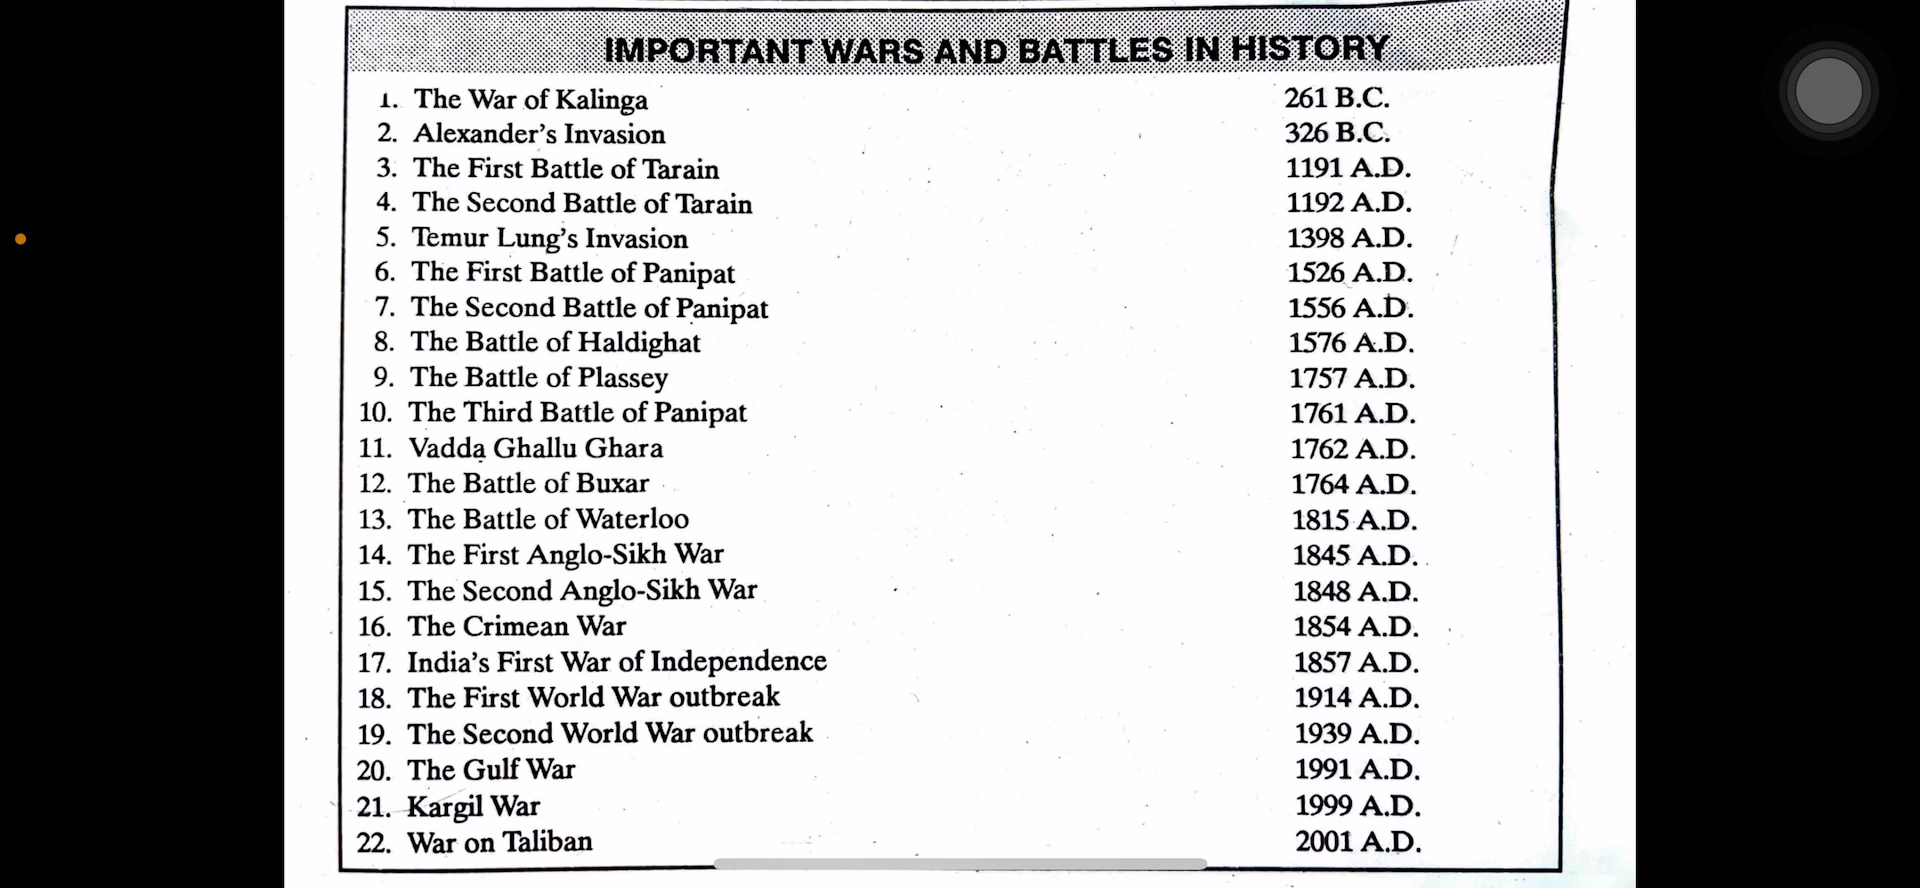 IMPORTANT WARS AND BATTLES IN HISTORY
1. The War of Kalinga 261 B.C.
2. Alexander's Invasion 326 B.C.
3. The First Battle of Tarain 1191 A.D.
4. The Second Battle of Tarain 1192 A.D.
5. Temur Lung's Invasion 1398 A.D.
6. The First Battle of Panipat 1526 A.D.
7. The Second Battle of Panipat 1556 A.D.
8. The Battle of Haldighat 1576 A.D.
9. The Battle of Plassey 1757 A.D.
10. The Third Battle of Panipat 1761 A.D.
11. Vadda Ghallu Ghara 1762 A.D.
12. The Battle of Buxar 1764 A.D.
13. The Battle of Waterloo 1815 A.D.
14. The First Anglo-Sikh War 1845 A.D.
15. The Second Anglo-Sikh War 1848 A.D.
16. The Crimean War 1854 A.D.
17. India's First War of Independence 1857 A.D.
18. The First World War outbreak 1914 A.D.
19. The Second World War outbreak 1939 A.D.
20. The Gulf War 1991 A.D.
21. Kargil War 1999 A.D.
22. War on Taliban 2001 A.D.